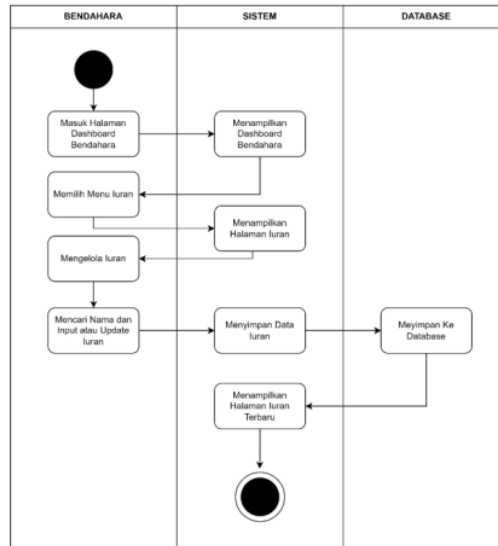 BENDAHARA
SISTEM
DATABASE
Masuk Halaman
Dashboard
Bendahara
Menampilkan
Dashboard
Bendahara
Memilih Menu Iuran
Menampilkan
Halaman Iuran
Mengelola Iuran
Mencari Nama dan
Input atau Update
Iuran
Menyimpan Data
Iuran
Meyimpan Ke
Database
Menampilkan
Halaman Iuran
Terbaru